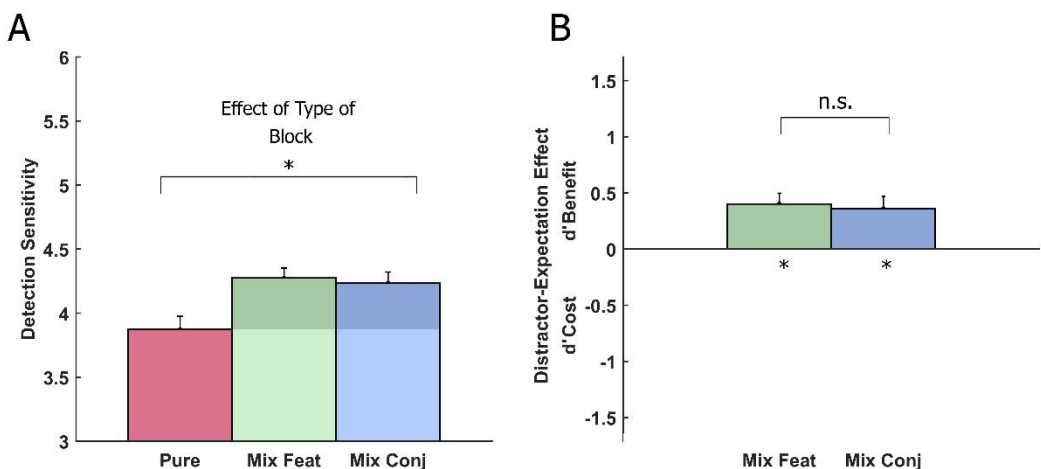 A
6
5.5
5
4.5
4
3.5
3
Detection Sensitivity
Effect of Type of
Block
*
Pure
Mix Feat
Mix Conj
B
1.5
1
0.5
0
-0.5
-1
-1.5
Distractor-Expectation Effect
d'Cost
d'Benefit
n.s.
*
*
Mix Feat
Mix Conj